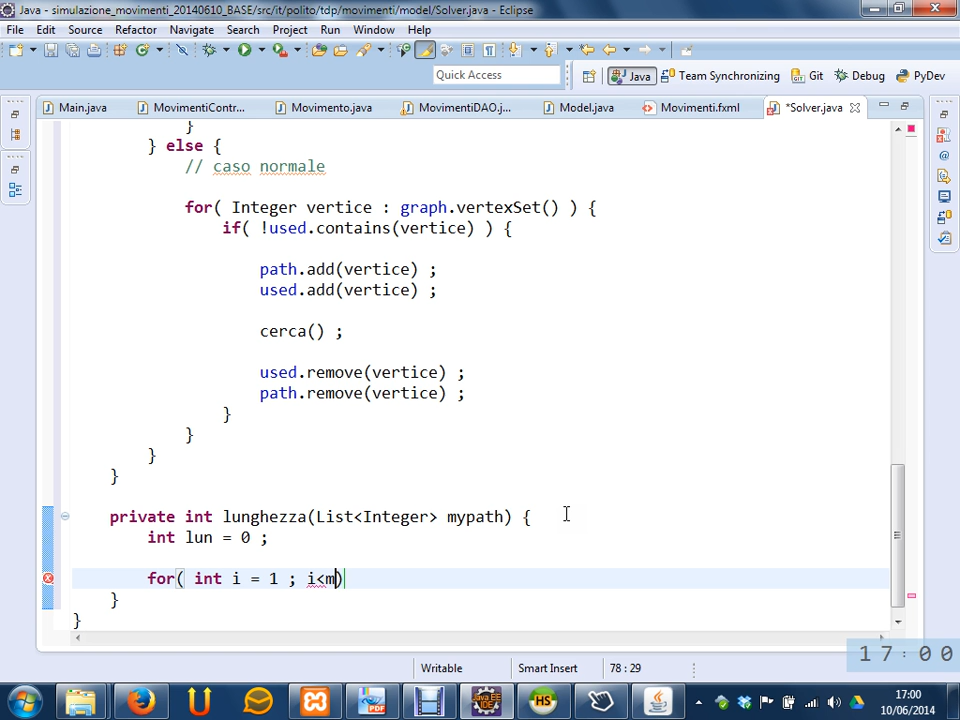 Java - simulazione_movimenti_20140610_BASE/src/it/polito/tdp/movimenti/model/Solver.java - Eclipse
File Edit Source Refactor Navigate Search Project Run Window Help
Quick Access
Java Team Synchronizing Git Debug PyDev
Main.java MovimentiContr... Movimento.java MovimentiDAO.j... Model.java Movimenti.fxml *Solver.java
}
} else {
// caso normale
for( Integer vertice : graph.vertexSet() ) {
if( !used.contains(vertice) ) {
path.add(vertice) ;
used.add(vertice) ;
cerca() ;
used.remove(vertice) ;
path.remove(vertice) ;
}
}
}
}
private int lunghezza(List<Integer> mypath) {
int lun = 0 ;
for( int i = 1 ; i<m)
}
}
17:00
Writable Smart Insert 78 : 29
17:00
10/06/2014